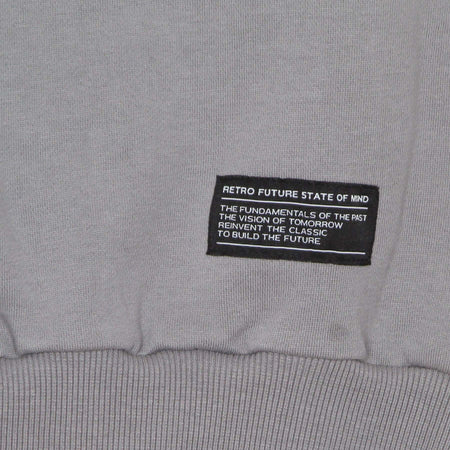 RETRO FUTURE STATE OF MIND
THE FUNDAMENTALS OF THE PAST
THE VISION OF TOMORROW
REINVENT THE CLASSIC
TO BUILD THE FUTURE